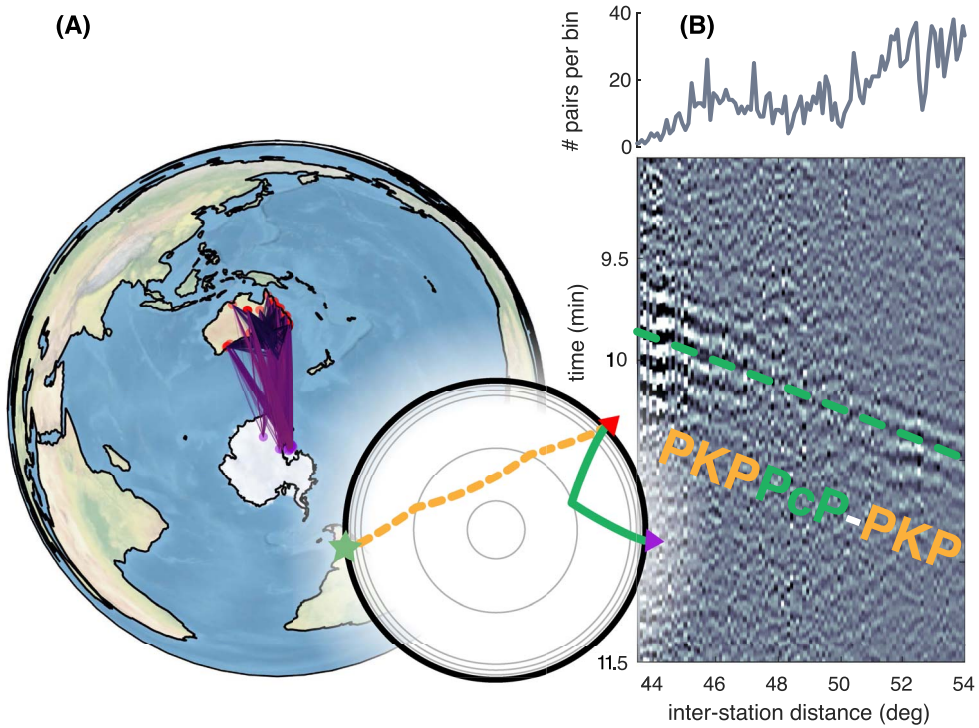 (A)
(B)
# pairs per bin
40
20
0
time (min)
9.5
10
11.5
PKPPcP-PKP
44
46
48
50
52
54
inter-station distance (deg)